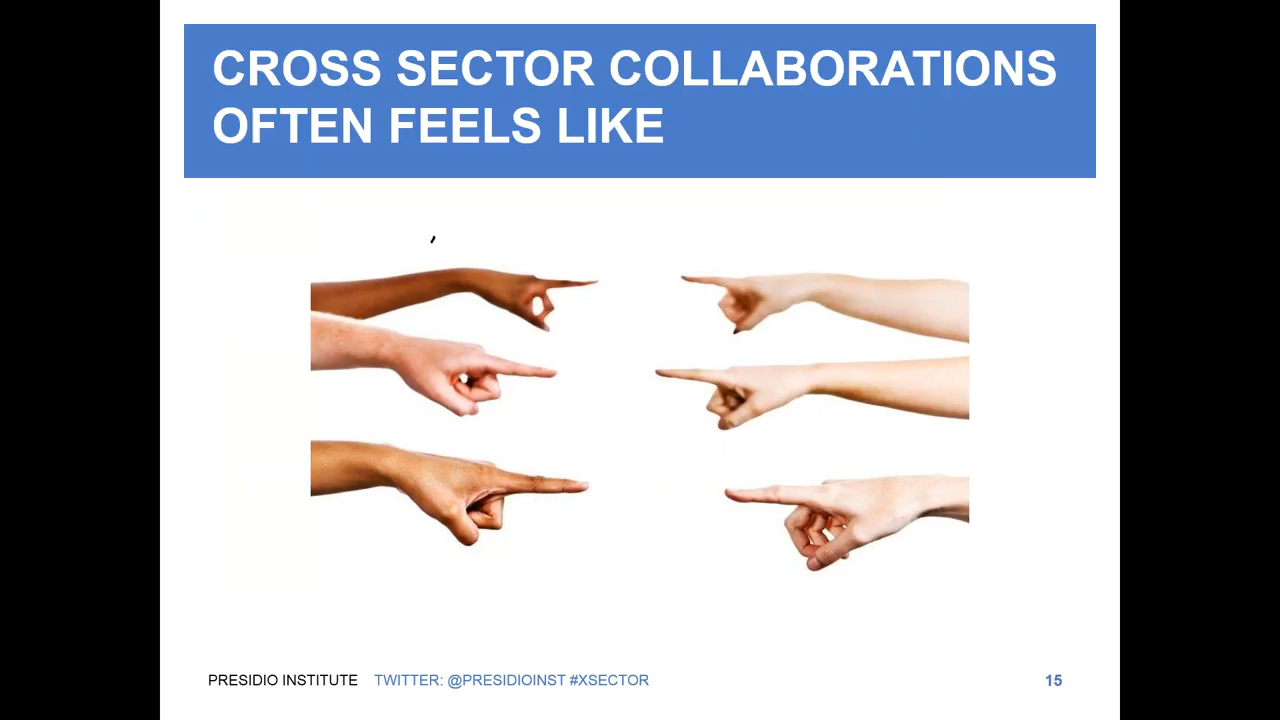 CROSS SECTOR COLLABORATIONS
OFTEN FEELS LIKE
PRESIDIO INSTITUTE TWITTER: @PRESIDIOINST #XSECTOR 15